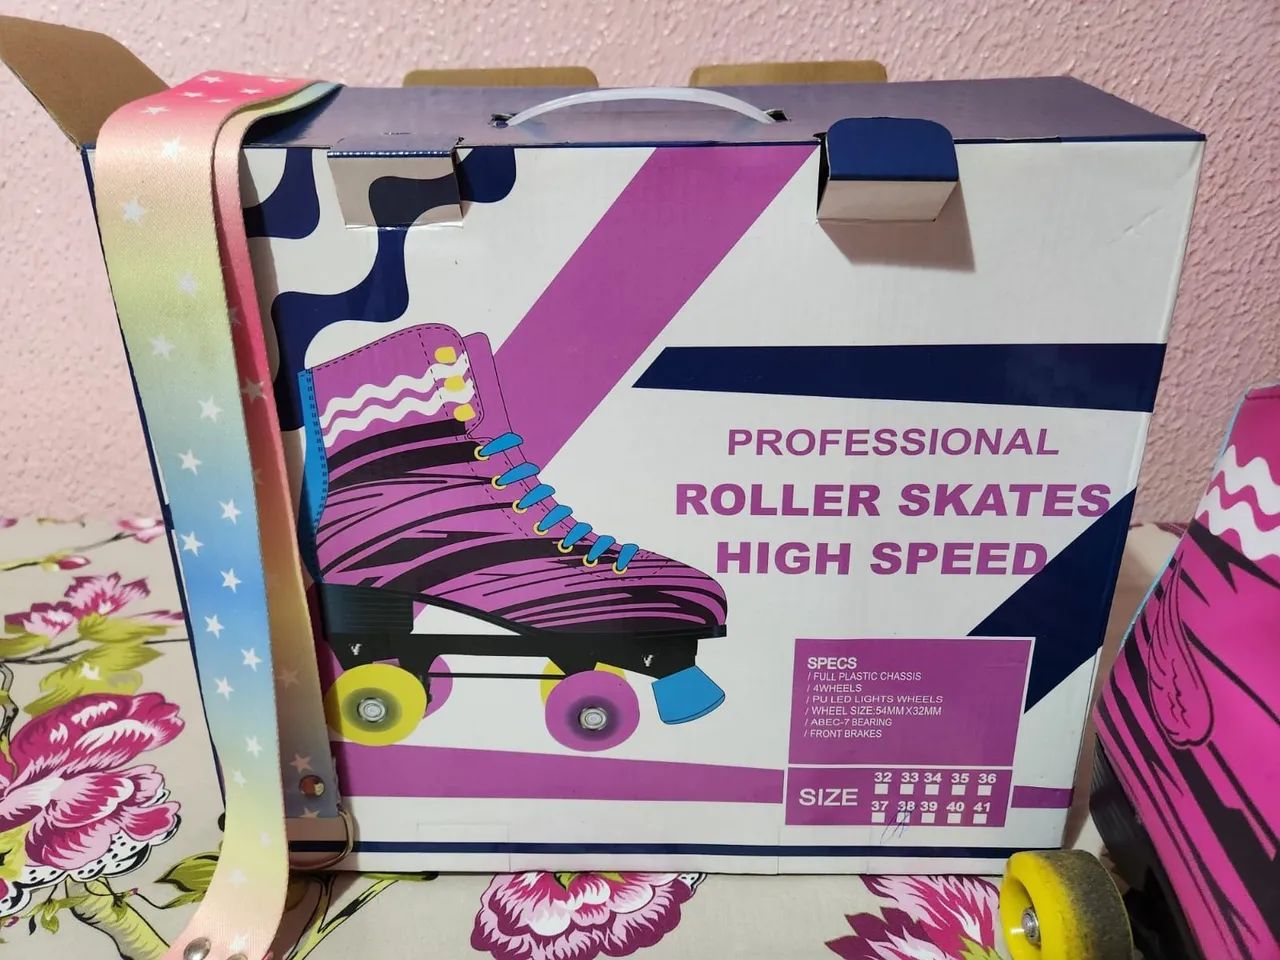 PROFESSIONAL
ROLLER SKATES
HIGH SPEED
SPECS
/ FULL PLASTIC CHASSIS
/ 4WHEELS
/ PU LED LIGHTS WHEELS
/ WHEEL SIZE:54MM X32MM
/ ABEC-7 BEARING
/ FRONT BRAKES
SIZE
32 33 34 35 36
37 38 39 40 41